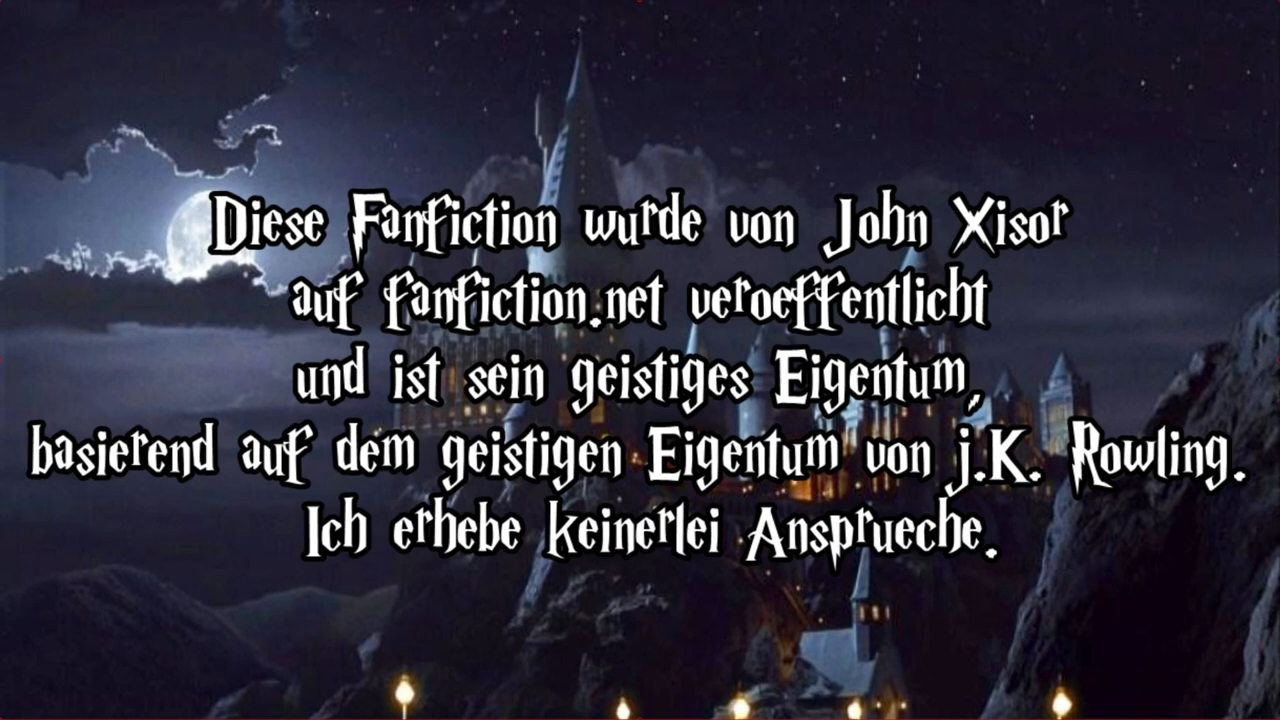 Diese Fanfiction wurde von John Xisor
auf fanfiction.net veroeffentlicht
und ist sein geistiges Eigentum,
basierend auf dem geistigen Eigentum von j.K. Rowling.
Ich erhebe keinerlei Ansprueche.